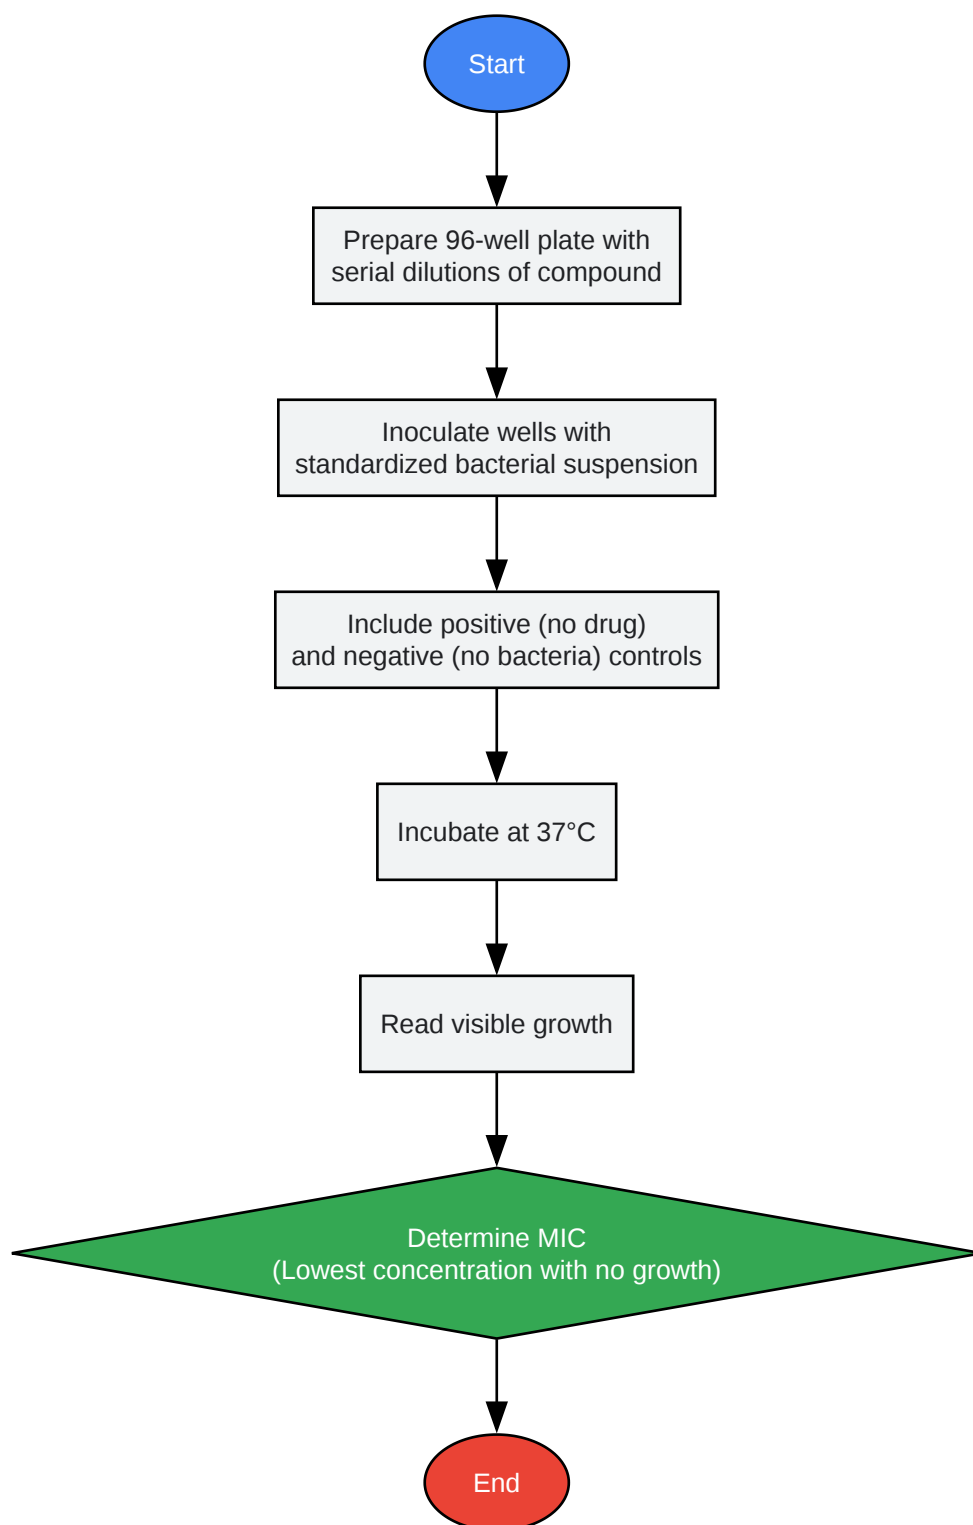 Start
Prepare 96-well plate with
serial dilutions of compound
Inoculate wells with
standardized bacterial suspension
Include positive (no drug)
and negative (no bacteria) controls
Incubate at 37°C
Read visible growth
Determine MIC
(Lowest concentration with no growth)
End